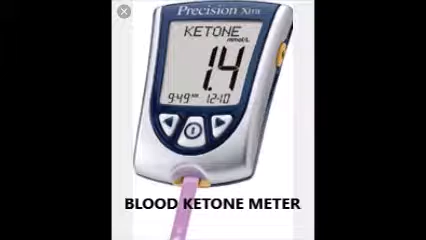 Precision Xtra
KETONE
mmol/L
1.4
9:49 AM 12-10
BLOOD KETONE METER